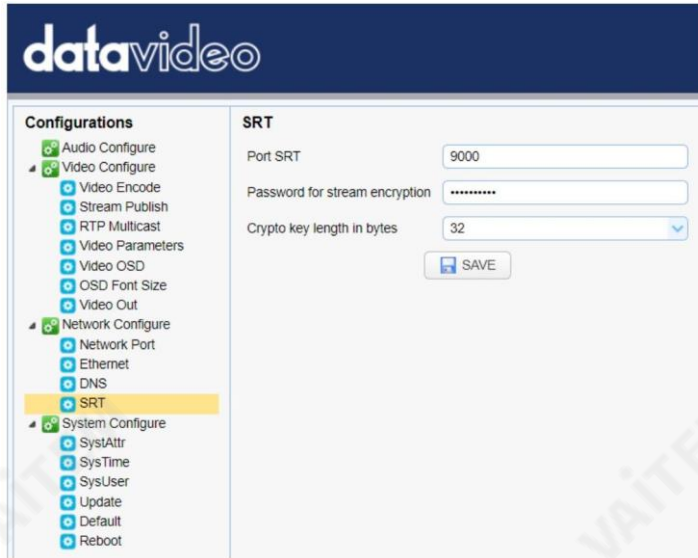 datavideo
Configurations
Audio Configure
Video Configure
Video Encode
Stream Publish
RTP Multicast
Video Parameters
Video OSD
OSD Font Size
Video Out
Network Configure
Network Port
Ethernet
DNS
SRT
System Configure
SystAttr
SysTime
SysUser
Update
Default
Reboot
SRT
Port SRT 9000
Password for stream encryption ••••••••••
Crypto key length in bytes 32
SAVE